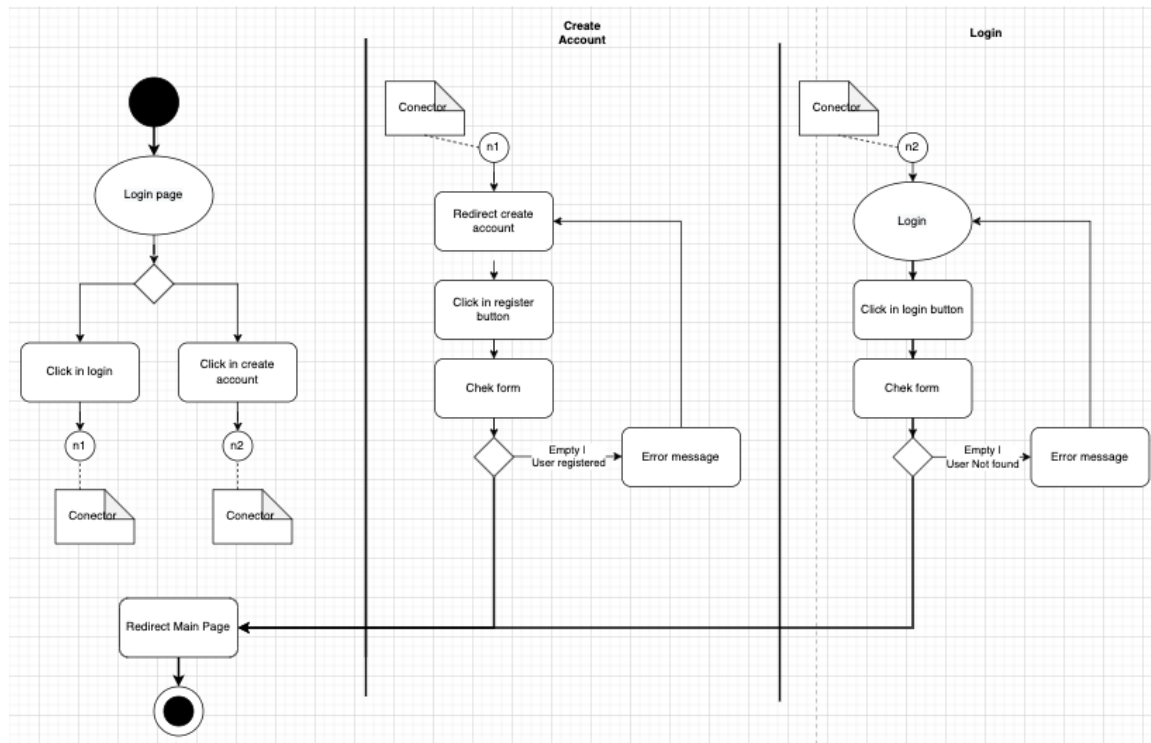 Create
Account
Login
Conector
n1
Conector
n2
Login page
Click in login
Click in create
account
n1
n2
Conector
Conector
Redirect Main Page
Redirect create
account
Click in register
button
Chek form
Empty |
User registered
Error message
Login
Click in login button
Chek form
Empty |
User Not found
Error message